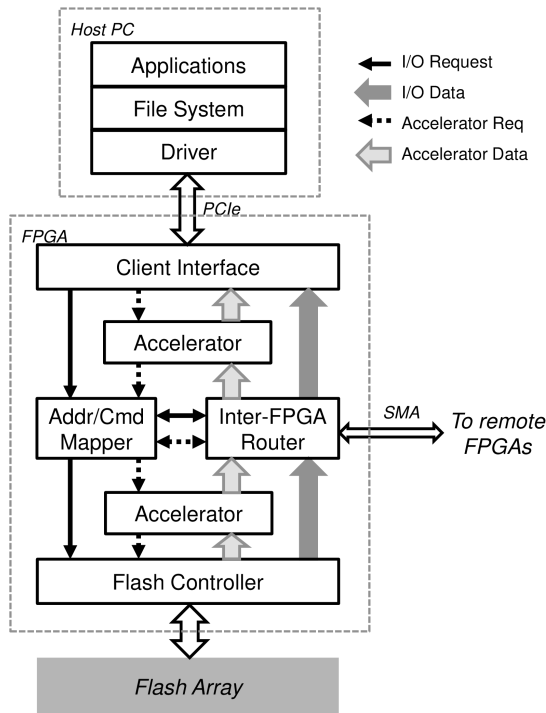 Host PC
Applications
File System
Driver
I/O Request
I/O Data
Accelerator Req
Accelerator Data
PCIe
FPGA
Client Interface
Accelerator
Addr/Cmd
Mapper
Inter-FPGA
Router
SMA
To remote
FPGAs
Accelerator
Flash Controller
Flash Array